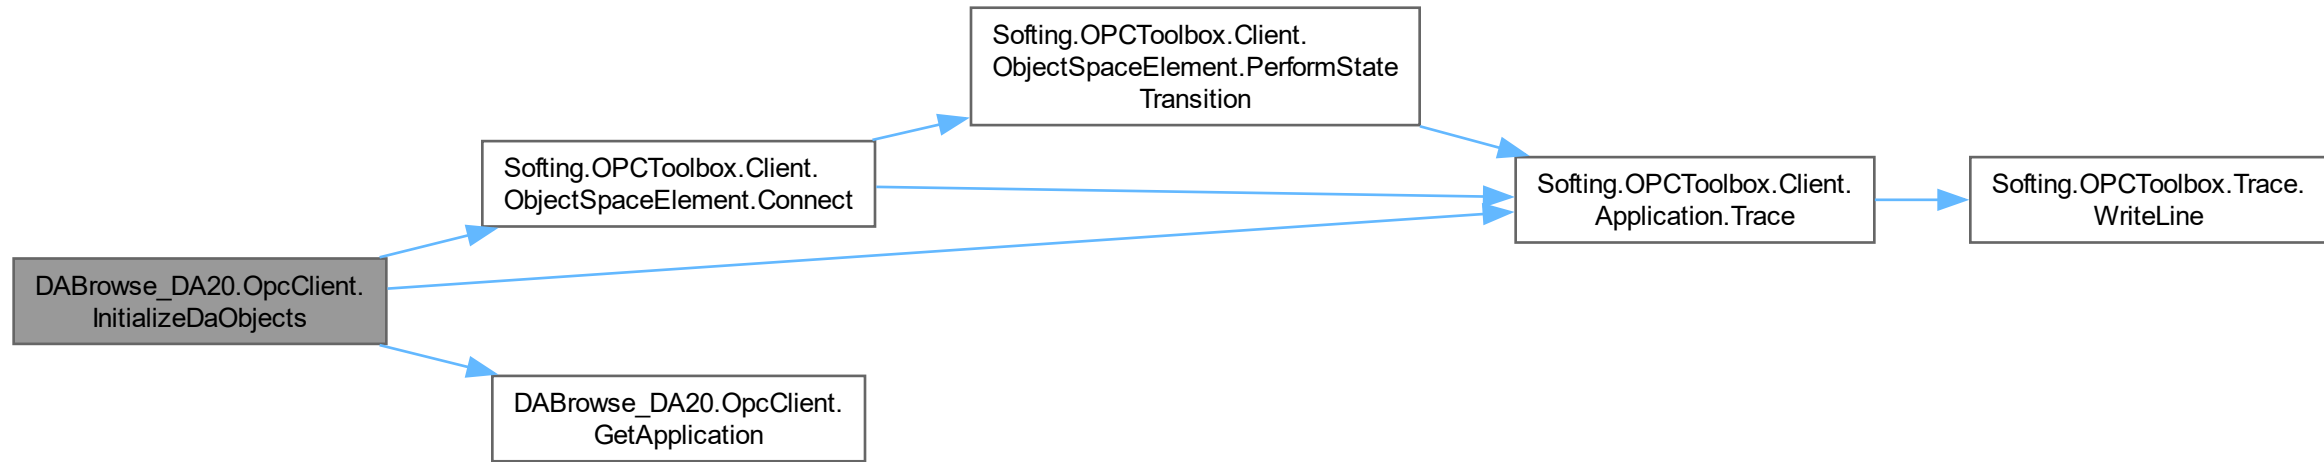 Softing.OPCToolbox.Client.
ObjectSpaceElement.PerformState
Transition
Softing.OPCToolbox.Client.
ObjectSpaceElement.Connect
Softing.OPCToolbox.Client.
Application.Trace
Softing.OPCToolbox.Trace.
WriteLine
DABrowse_DA20.OpcClient.
InitializeDaObjects
DABrowse_DA20.OpcClient.
GetApplication